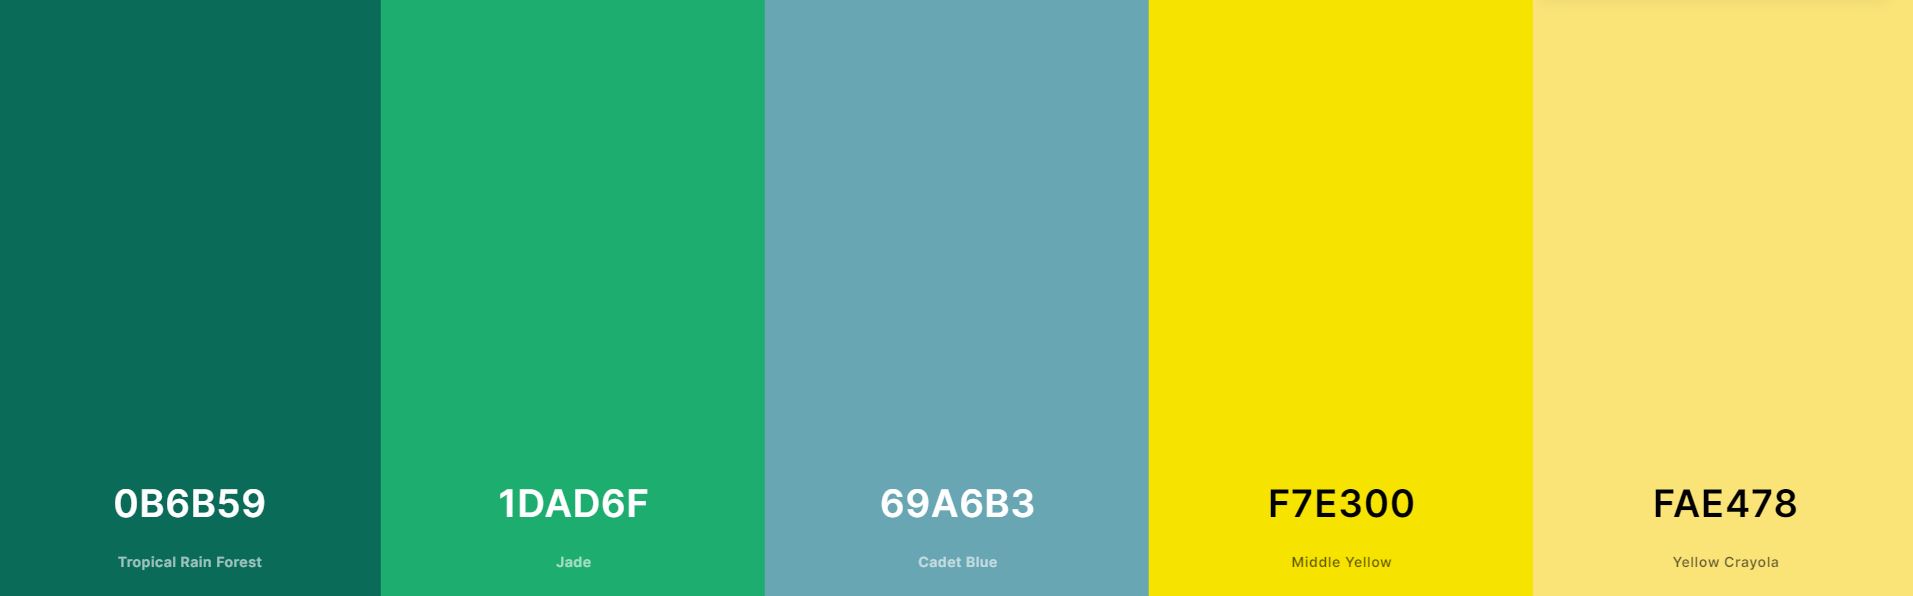 0B6B59
Tropical Rain Forest
1DAD6F
Jade
69A6B3
Cadet Blue
F7E300
Middle Yellow
FAE478
Yellow Crayola